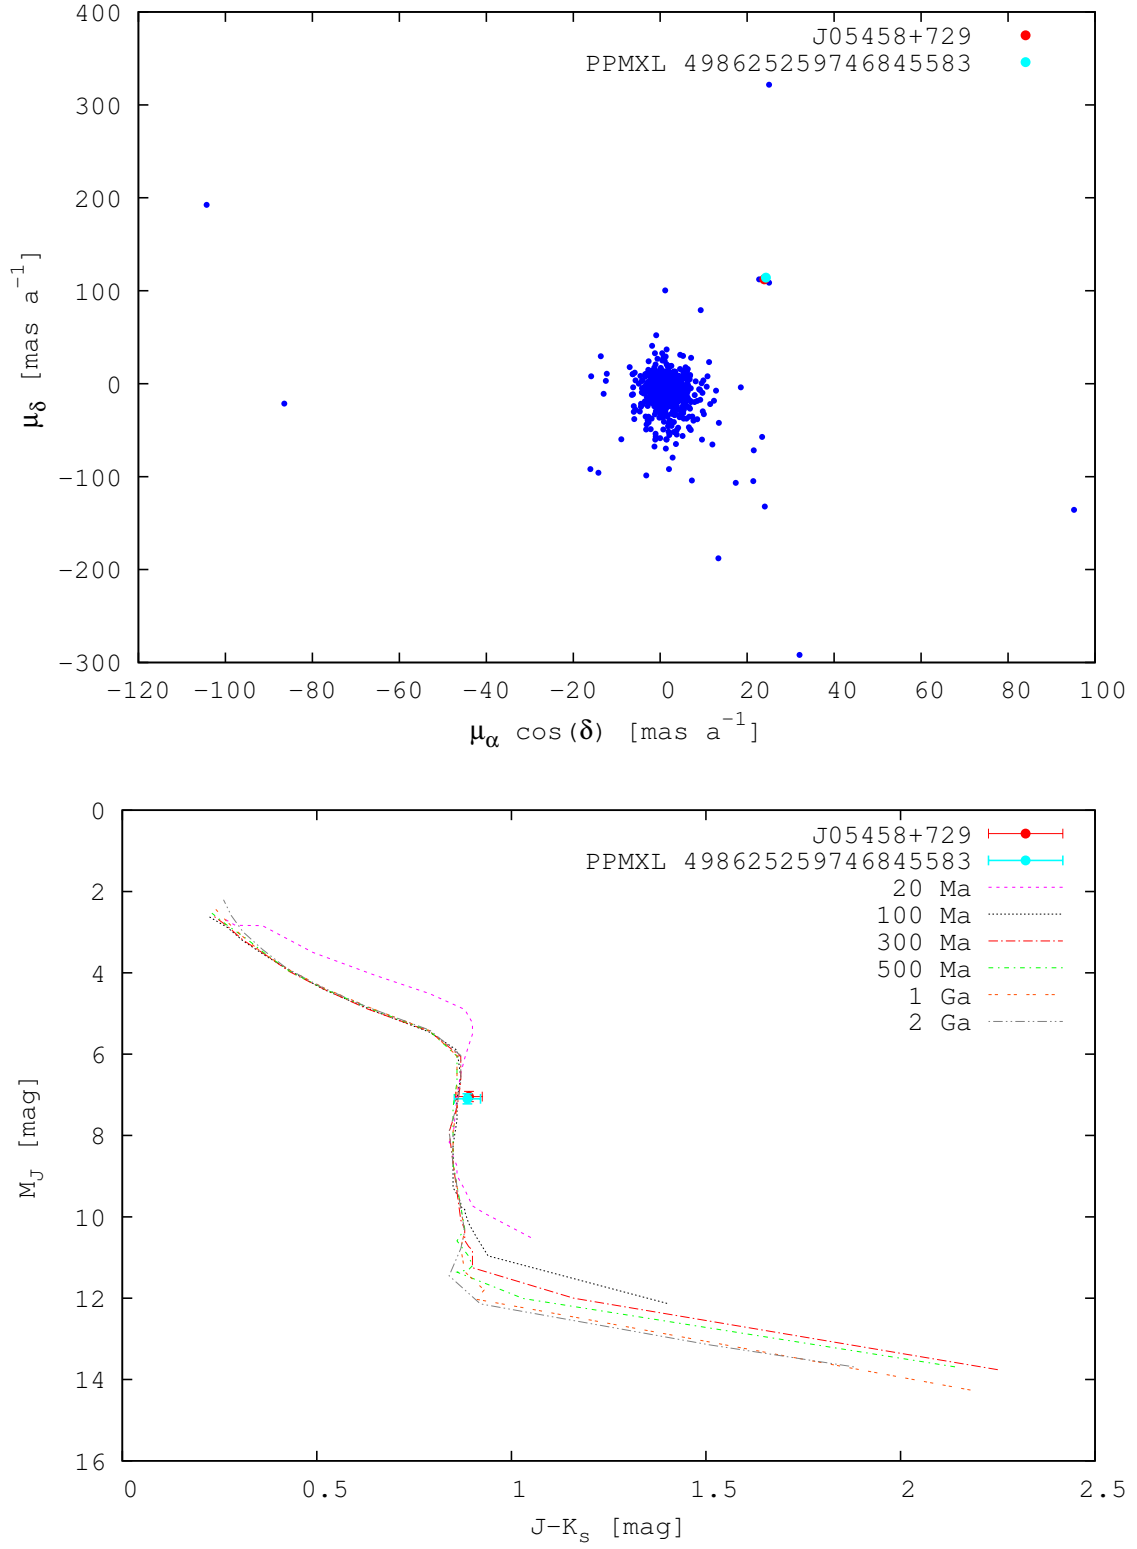 400
300
200
100
0
−100
−200
−300
−120 −100 −80 −60 −40 −20 0 20 40 60 80 100
μδ [mas a−1]
μα cos(δ) [mas a−1]
J05458+729
PPMXL 498625259746845583
0
2
4
6
8
10
12
14
16
0 0.5 1 1.5 2 2.5
MJ [mag]
J−Ks [mag]
J05458+729
PPMXL 498625259746845583
20 Ma
100 Ma
300 Ma
500 Ma
1 Ga
2 Ga